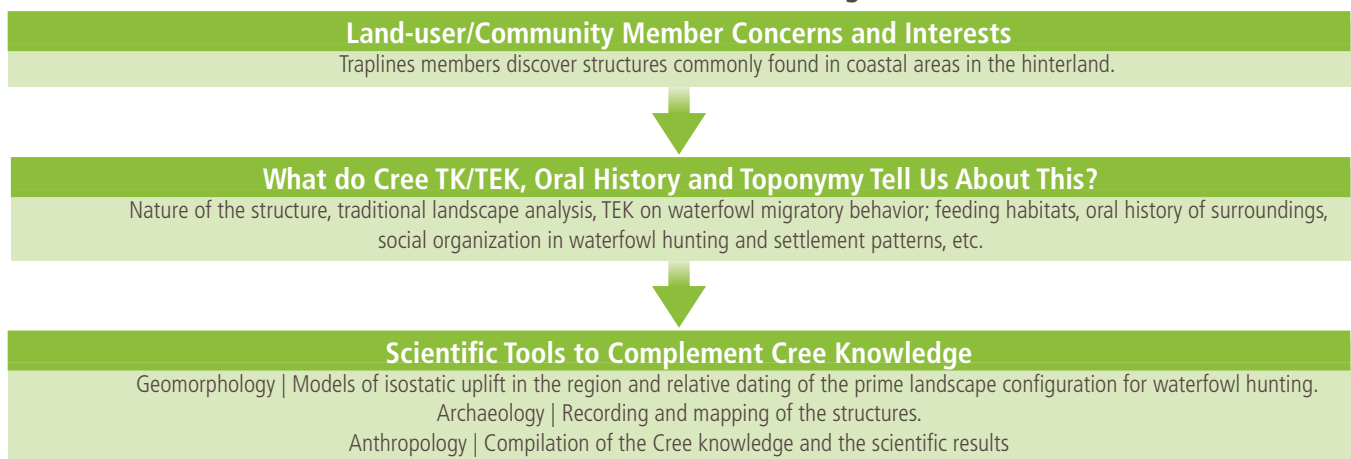 Land-user/Community Member Concerns and Interests
Traplines members discover structures commonly found in coastal areas in the hinterland.
What do Cree TK/TEK, Oral History and Toponymy Tell Us About This?
Nature of the structure, traditional landscape analysis, TEK on waterfowl migratory behavior; feeding habitats, oral history of surroundings,
social organization in waterfowl hunting and settlement patterns, etc.
Scientific Tools to Complement Cree Knowledge
Geomorphology | Models of isostatic uplift in the region and relative dating of the prime landscape configuration for waterfowl hunting.
Archaeology | Recording and mapping of the structures.
Anthropology | Compilation of the Cree knowledge and the scientific results